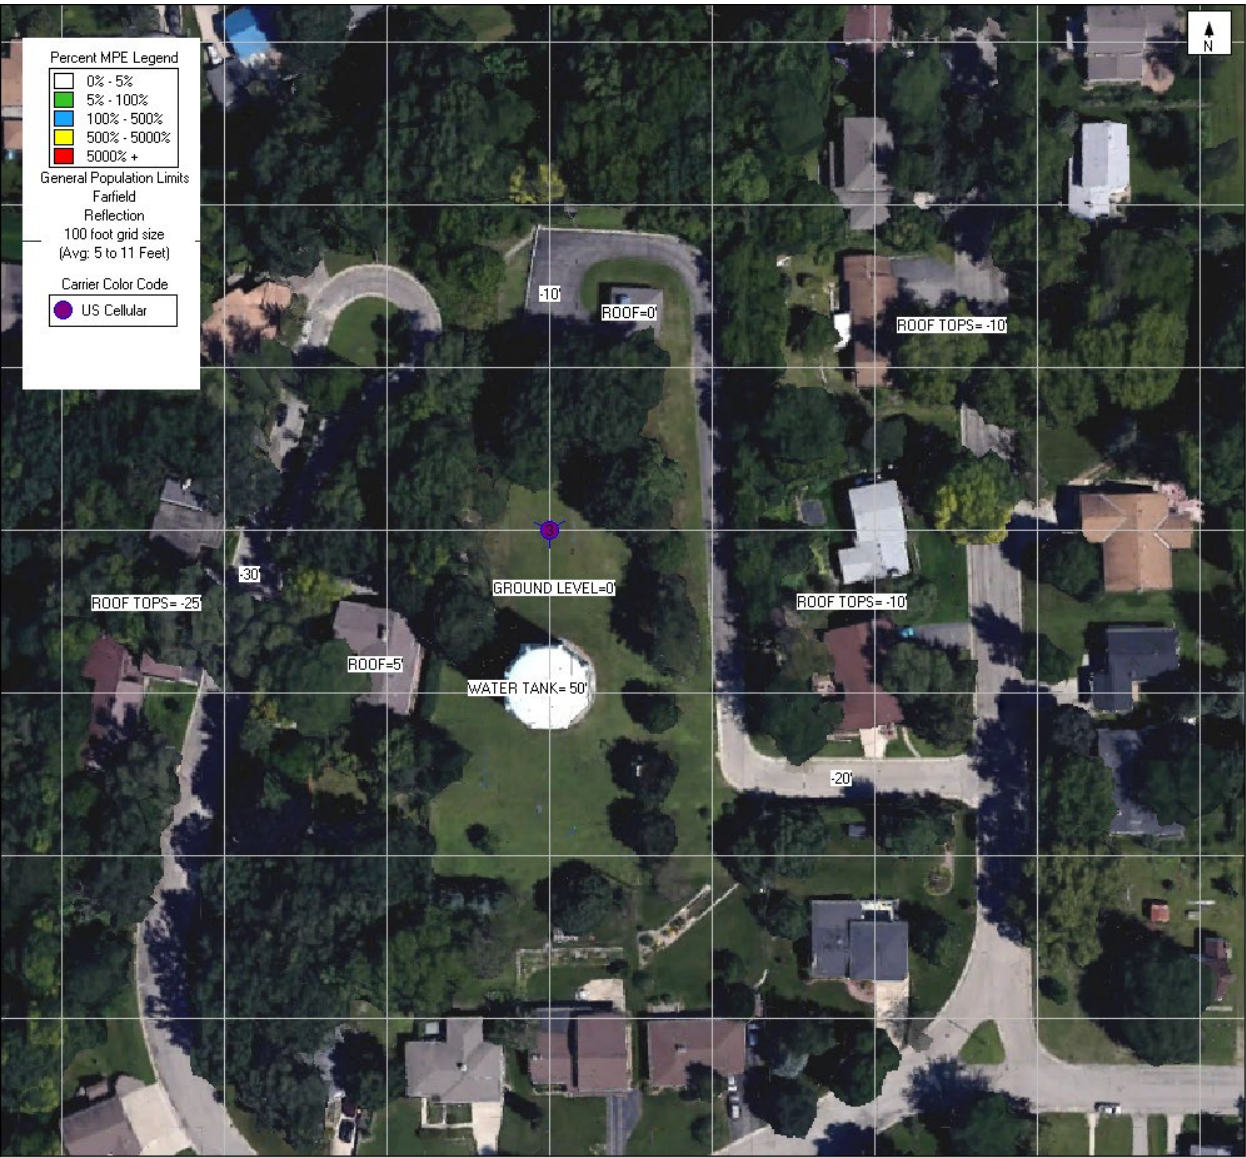 N
Percent MPE Legend
0% - 5%
5% - 100%
100% - 500%
500% - 5000%
5000% +
General Population Limits
Farfield
Reflection
100 foot grid size
(Avg: 5 to 11 Feet)
Carrier Color Code
US Cellular
-10'
ROOF=0'
ROOF TOPS= -10'
3
-30'
GROUND LEVEL=0'
ROOF TOPS= -25'
ROOF TOPS= -10'
ROOF=5'
WATER TANK= 50'
-20'